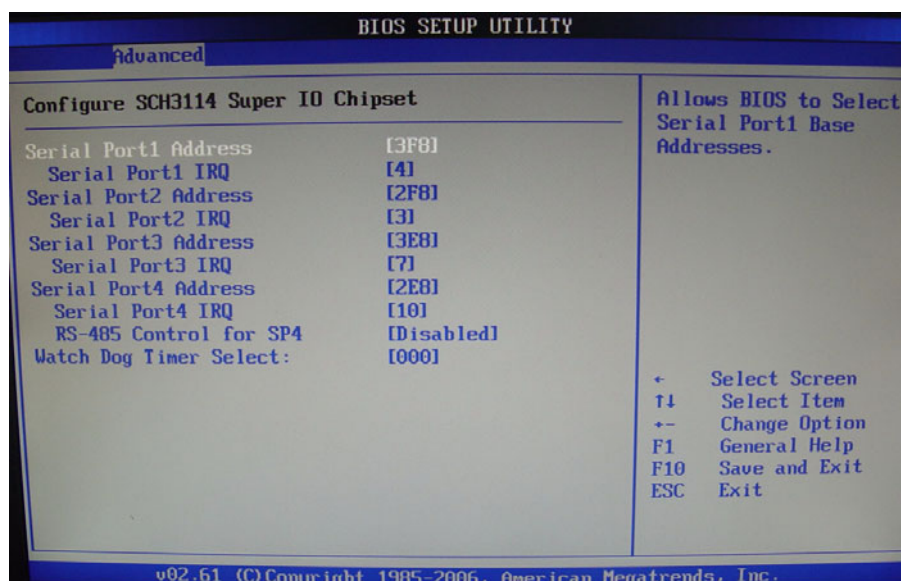 BIOS SETUP UTILITY
Advanced
Configure SCH3114 Super IO Chipset
Serial Port1 Address [3F8]
Serial Port1 IRQ [4]
Serial Port2 Address [2F8]
Serial Port2 IRQ [3]
Serial Port3 Address [3E8]
Serial Port3 IRQ [7]
Serial Port4 Address [2E8]
Serial Port4 IRQ [10]
RS-485 Control for SP4 [Disabled]
Watch Dog Timer Select: [000]
Allows BIOS to Select
Serial Port1 Base
Addresses.
← Select Screen
↑↓ Select Item
+- Change Option
F1 General Help
F10 Save and Exit
ESC Exit
v02.61 (C)Copyright 1985-2006, American Megatrends, Inc.